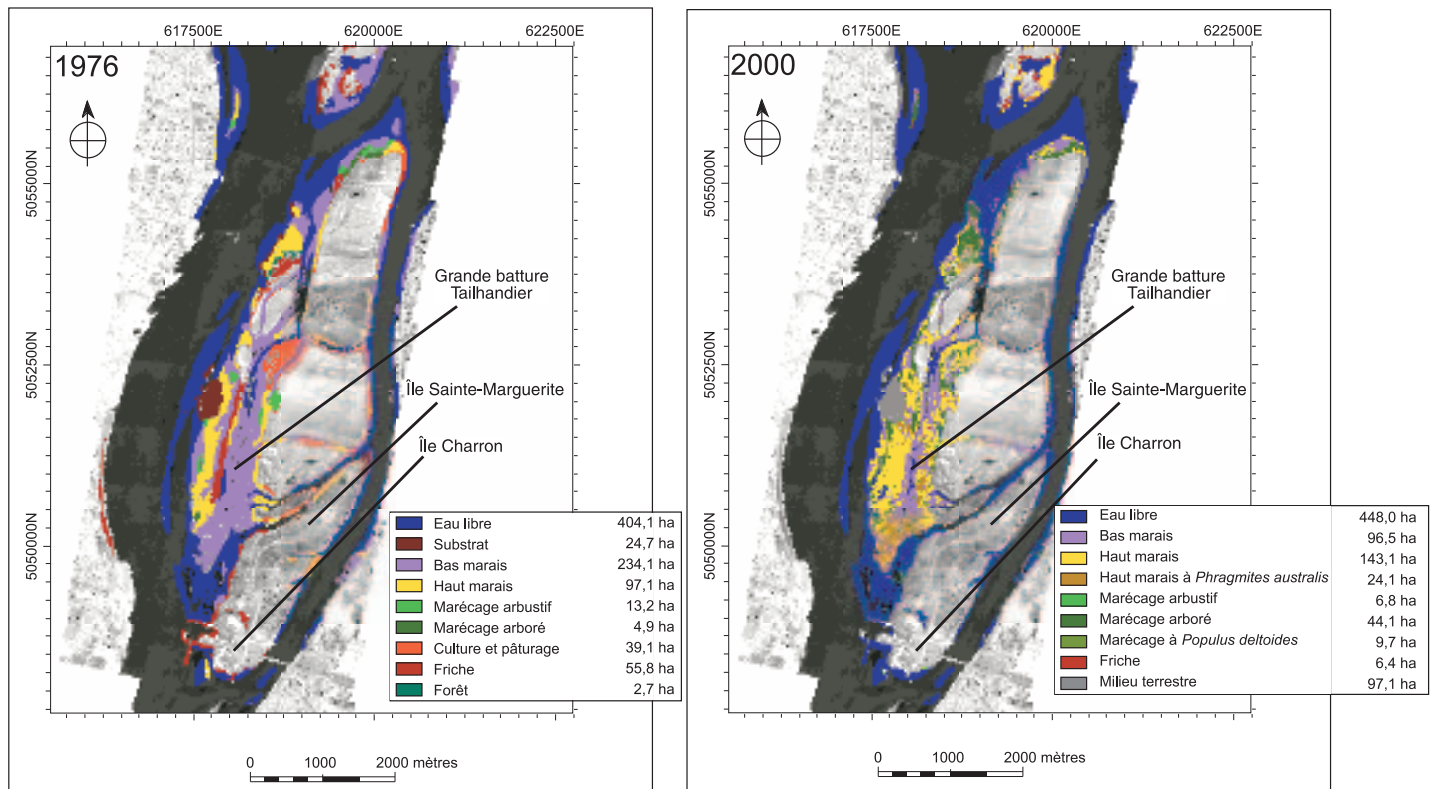 617500E 620000E 622500E
1976
5055000N
5052500N
5050000N
Grande batture
Tailhandier
Île Sainte-Marguerite
Île Charron
Eau libre 404,1 ha
Substrat 24,7 ha
Bas marais 234,1 ha
Haut marais 97,1 ha
Marécage arbustif 13,2 ha
Marécage arboré 4,9 ha
Culture et pâturage 39,1 ha
Friche 55,8 ha
Forêt 2,7 ha
0 1000 2000 mètres
617500E 620000E 622500E
2000
5055000N
5052500N
5050000N
Grande batture
Tailhandier
Île Sainte-Marguerite
Île Charron
Eau libre 448,0 ha
Bas marais 96,5 ha
Haut marais 143,1 ha
Haut marais à Phragmites australis 24,1 ha
Marécage arbustif 6,8 ha
Marécage arboré 44,1 ha
Marécage à Populus deltoides 9,7 ha
Friche 6,4 ha
Milieu terrestre 97,1 ha
0 1000 2000 mètres